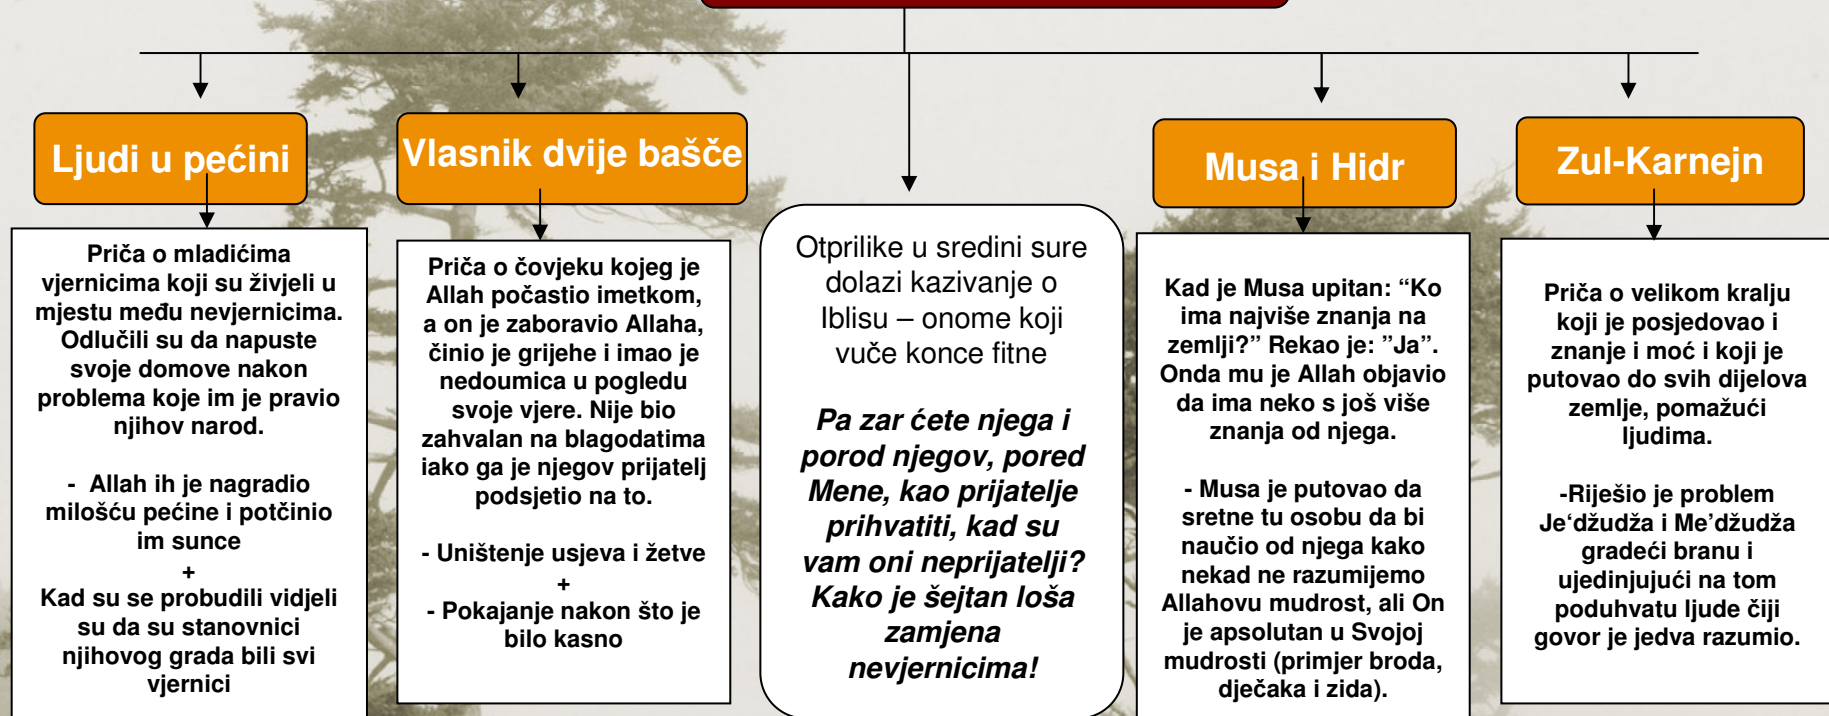 Ljudi u pećini
Priča o mladićima
vjernicima koji su živjeli u
mjestu među nevjernicima.
Odlučili su da napuste
svoje domove nakon
problema koje im je pravio
njihov narod.
- Allah ih je nagradio
milošću pećine i potčinio
im sunce
+
Kad su se probudili vidjeli
su da su stanovnici
njihovog grada bili svi
vjernici
Vlasnik dvije bašče
Priča o čovjeku kojeg je
Allah počastio imetkom,
a on je zaboravio Allaha,
činio je grijehe i imao je
nedoumica u pogledu
svoje vjere. Nije bio
zahvalan na blagodatima
iako ga je njegov prijatelj
podsjetio na to.
- Uništenje usjeva i žetve
+
- Pokajanje nakon što je
bilo kasno
Otprilike u sredini sure
dolazi kazivanje o
Iblisu – onome koji
vuče konce fitne
Pa zar ćete njega i
porod njegov, pored
Mene, kao prijatelje
prihvatiti, kad su
vam oni neprijatelji?
Kako je šejtan loša
zamjena
nevjernicima!
Musa i Hidr
Kad je Musa upitan: “Ko
ima najviše znanja na
zemlji?” Rekao je: ”Ja”.
Onda mu je Allah objavio
da ima neko s još više
znanja od njega.
- Musa je putovao da
sretne tu osobu da bi
naučio od njega kako
nekad ne razumijemo
Allahovu mudrost, ali On
je apsolutan u Svojoj
mudrosti (primjer broda,
dječaka i zida).
Zul-Karnejn
Priča o velikom kralju
koji je posjedovao i
znanje i moć i koji je
putovao do svih dijelova
zemlje, pomažući
ljudima.
-Riješio je problem
Je‘džudža i Me’džudža
gradeći branu i
ujedinjujući na tom
poduhvatu ljude čiji
govor je jedva razumio.